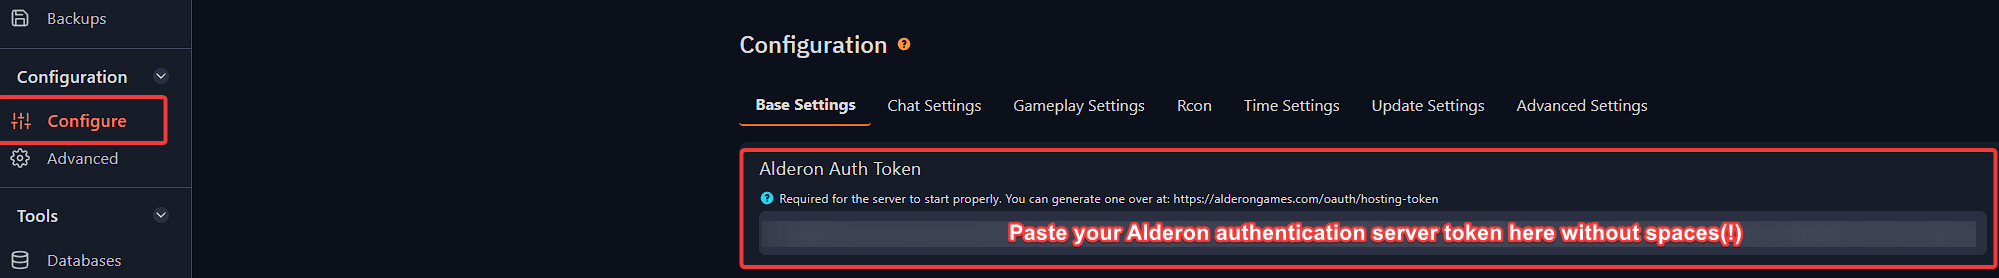 Backups
Configuration
Configure
Advanced
Tools
Databases
Configuration ?
Base Settings Chat Settings Gameplay Settings Rcon Time Settings Update Settings Advanced Settings
Alderon Auth Token
? Required for the server to start properly. You can generate one over at: https://alderongames.com/oauth/hosting-token
Paste your Alderon authentication server token here without spaces(!)